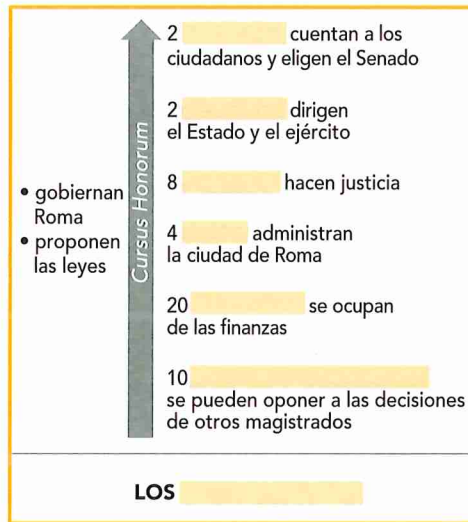 2 cuentan a los
ciudadanos y eligen el Senado
2 dirigen
el Estado y el ejército
8 hacen justicia
• gobiernan
Roma
• proponen
las leyes
Cursus Honorum
4 administran
la ciudad de Roma
20 se ocupan
de las finanzas
10
se pueden oponer a las decisiones
de otros magistrados
LOS